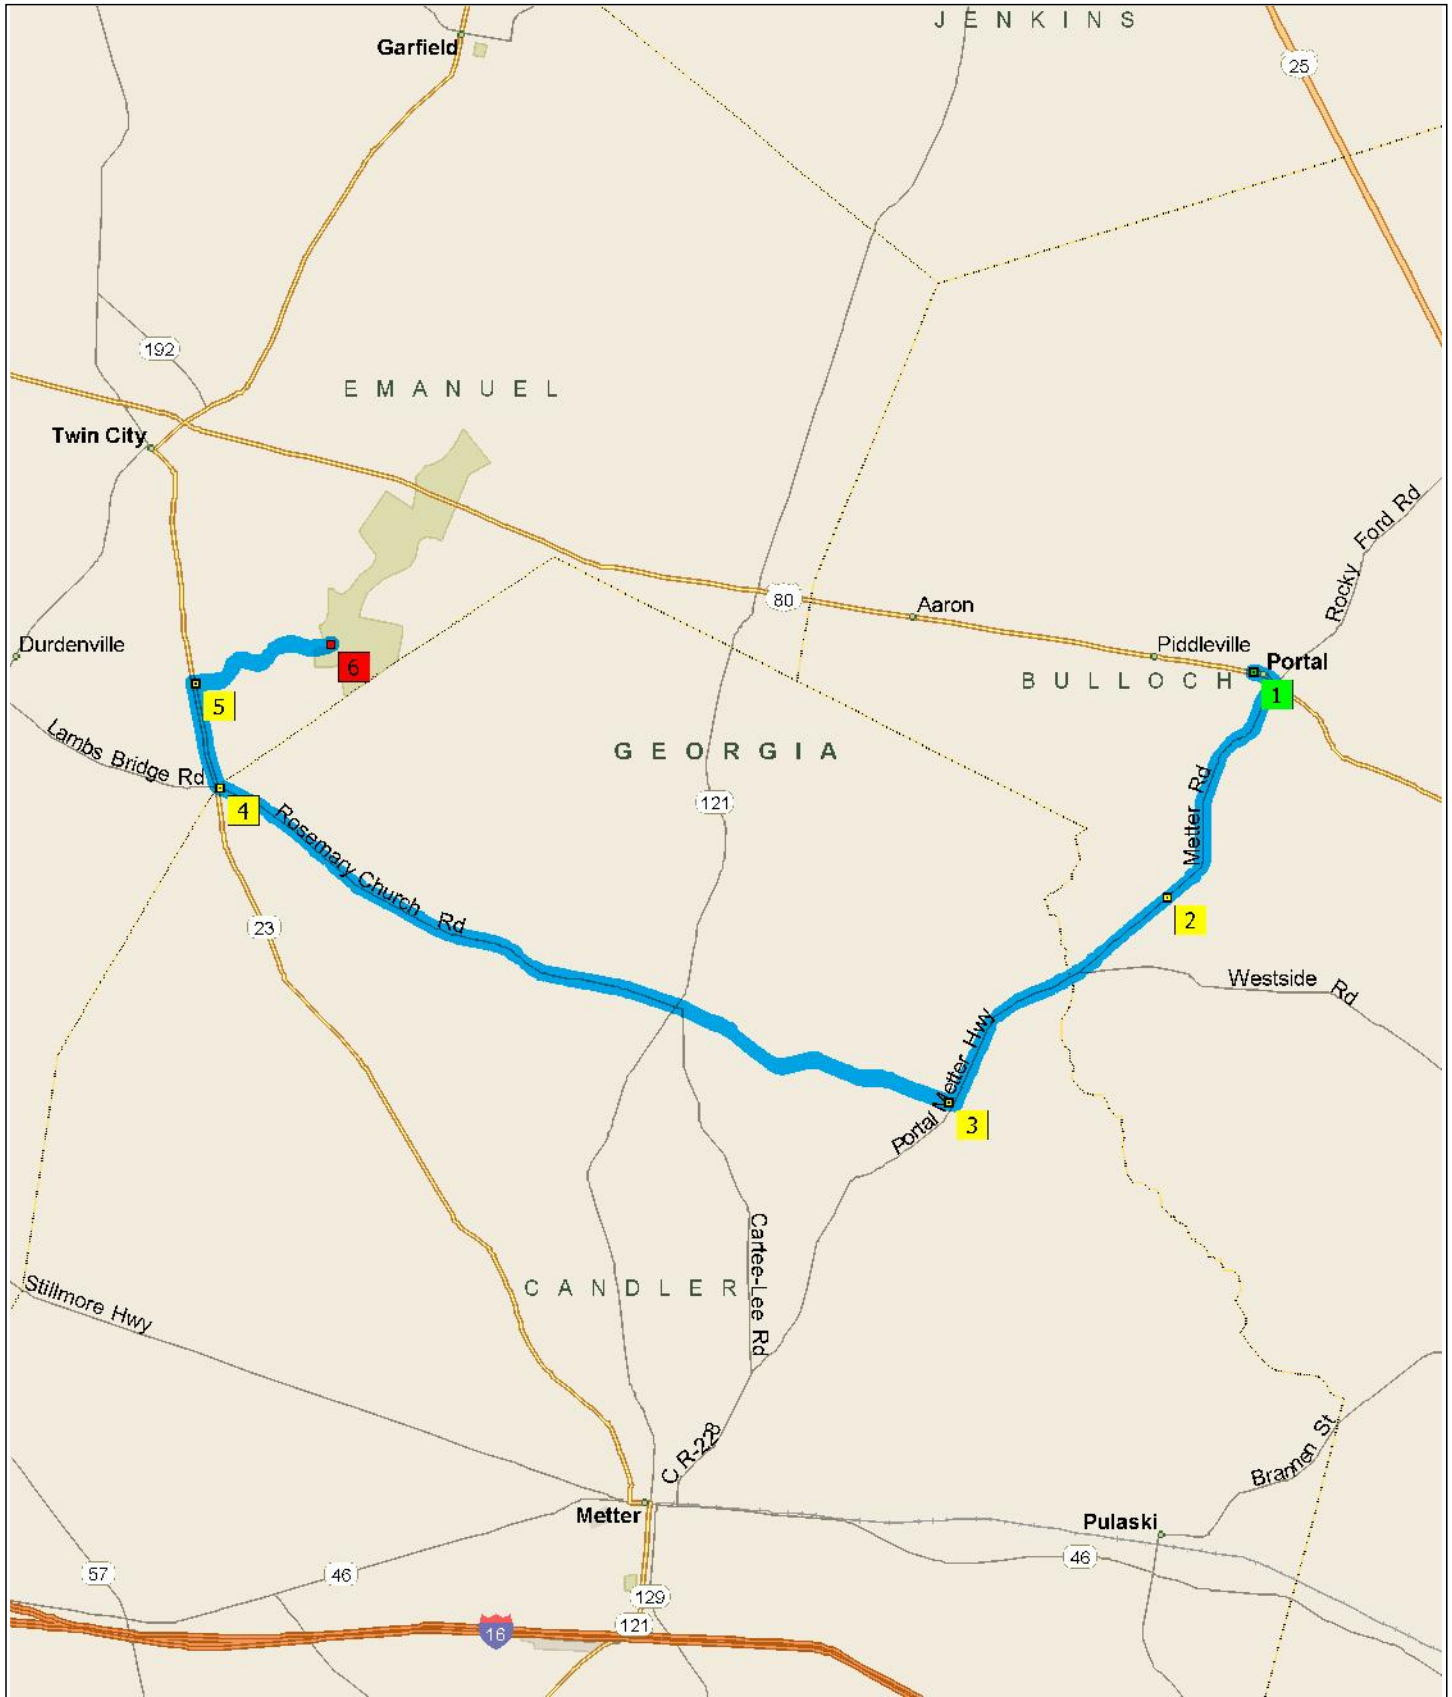 JENKINS
Garfield
25
192
EMANUEL
Twin City
Rocky Ford Rd
80
Aaron
Durdenville
Piddleville
Portal
6
BULLOCH
1
5
Lambs Bridge Rd
GEORGIA
4
121
Metter Rd
Rosemary Church Rd
2
23
Westside Rd
Portal Metter Hwy
3
Cartee-Lee Rd
CANDLER
Stillmore Hwy
C R-228
Brannen St
Metter
Pulaski
57
46
46
129
121
16